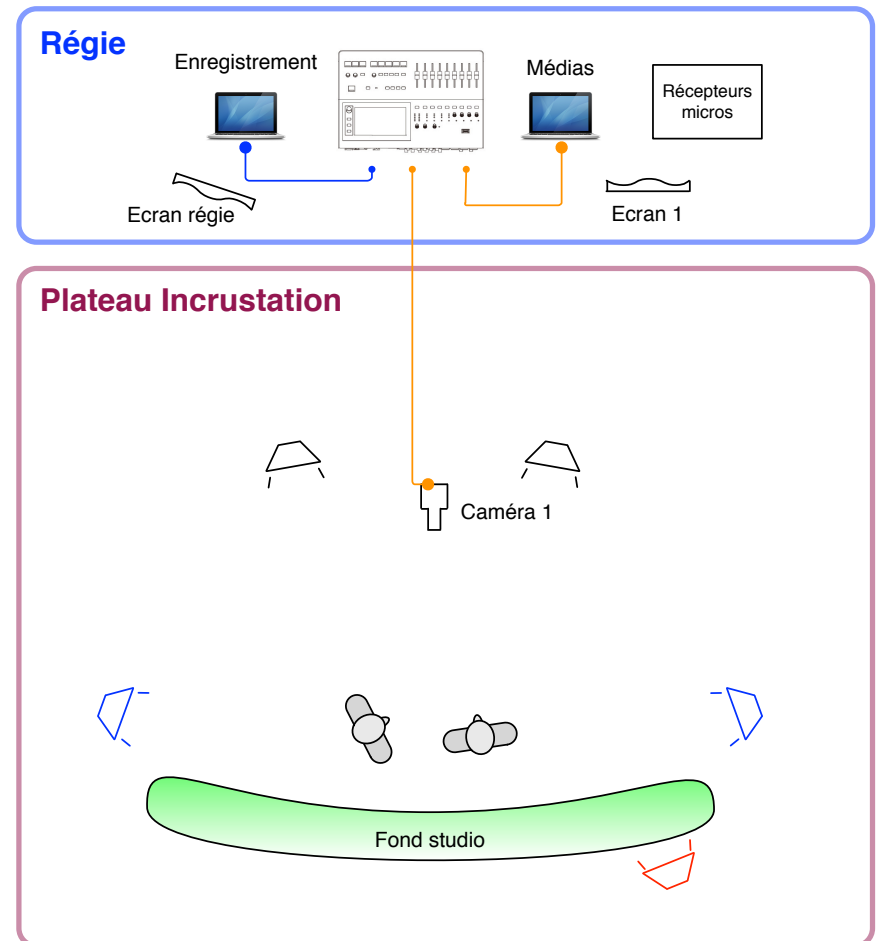 Régie
Enregistrement
Médias
Récepteurs
micros
Ecran régie
Ecran 1
Plateau Incrustation
Caméra 1
Fond studio